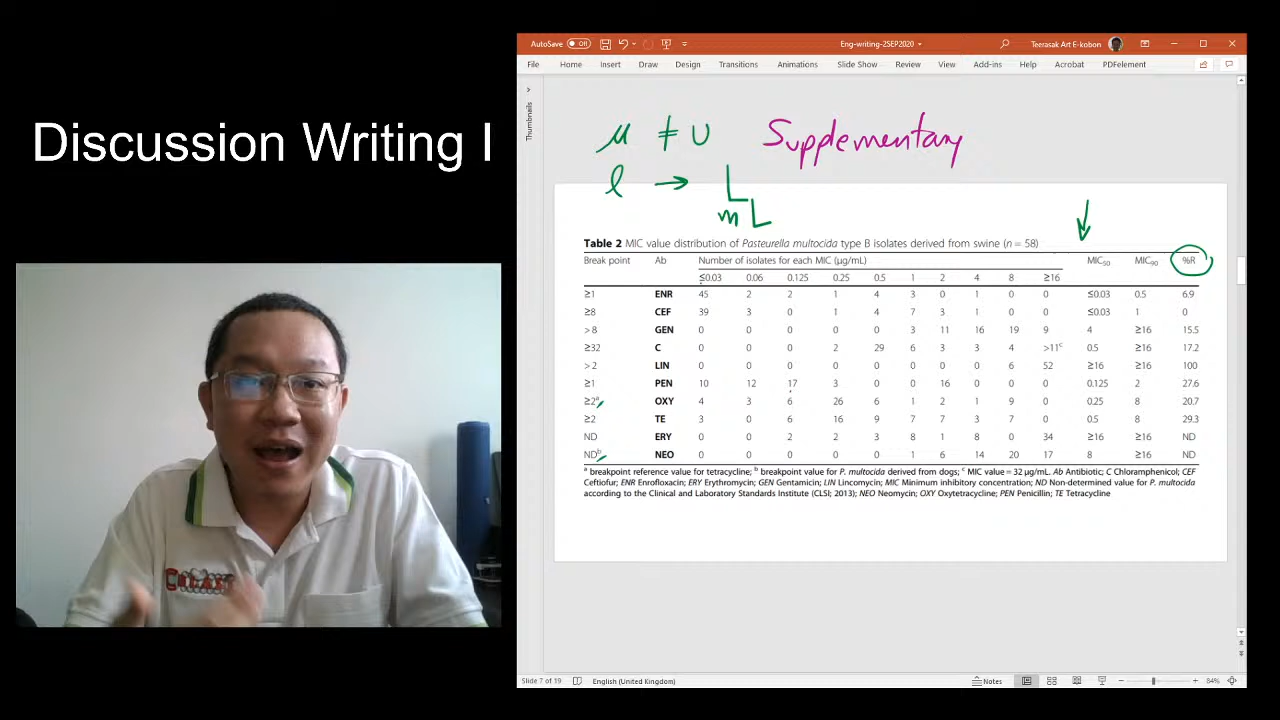 Discussion Writing I
AutoSave Off
Eng-writing-2SEP2020
Teerasak Art E-kobon
File Home Insert Draw Design Transitions Animations Slide Show Review View Add-ins Help Acrobat PDFelement
Thumbnails
μ ≠ u Supplementary
l → L
mL
Table 2 MIC value distribution of Pasteurella multocida type B isolates derived from swine (n = 58)
Break point Ab Number of isolates for each MIC (μg/mL) MIC50 MIC90 %R
≤0.03 0.06 0.125 0.25 0.5 1 2 4 8 ≥16
≥1 ENR 45 2 2 1 4 3 0 1 0 0 ≤0.03 0.5 6.9
≥8 CEF 39 3 0 1 4 7 3 1 0 0 ≤0.03 1 0
>8 GEN 0 0 0 0 0 3 11 16 19 9 4 ≥16 15.5
≥32 C 0 0 0 2 29 6 3 3 4 >11c 0.5 ≥16 17.2
>2 LIN 0 0 0 0 0 0 0 0 6 52 ≥16 ≥16 100
≥1 PEN 10 12 17 3 0 0 16 0 0 0 0.125 2 27.6
≥2a OXY 4 3 6 26 6 1 2 1 9 0 0.25 8 20.7
≥2 TE 3 0 6 16 9 7 7 3 7 0 0.5 8 29.3
ND ERY 0 0 2 2 3 8 1 8 0 34 ≥16 ≥16 ND
NDb NEO 0 0 0 0 0 1 6 14 20 17 8 ≥16 ND
a breakpoint reference value for tetracycline; b breakpoint value for P. multocida derived from dogs; c MIC value = 32 μg/mL. Ab Antibiotic; C Chloramphenicol; CEF
Ceftiofur; ENR Enrofloxacin; ERY Erythromycin; GEN Gentamicin; LIN Lincomycin; MIC Minimum inhibitory concentration; ND Non-determined value for P. multocida
according to the Clinical and Laboratory Standards Institute (CLSI; 2013); NEO Neomycin; OXY Oxytetracycline; PEN Penicillin; TE Tetracycline
Slide 7 of 19 English (United Kingdom) Notes 84%